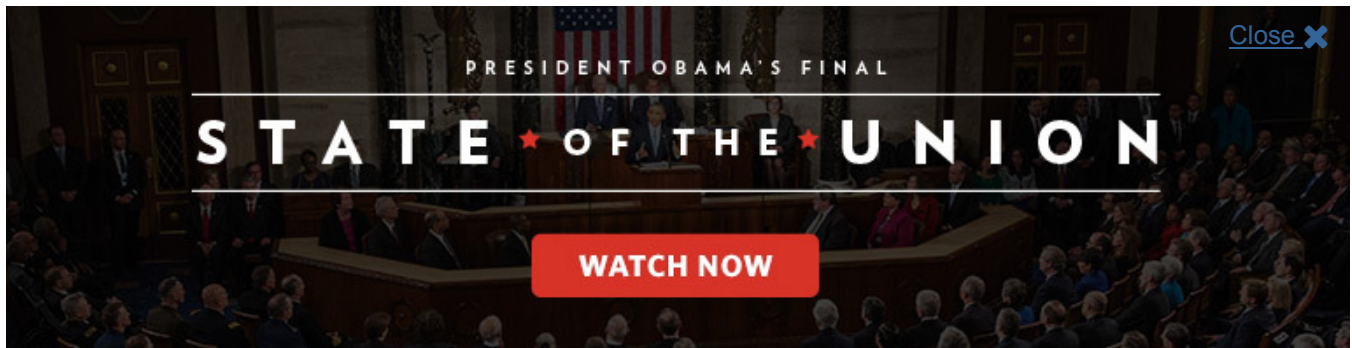 Close
PRESIDENT OBAMA'S FINAL
STATE OF THE UNION
WATCH NOW